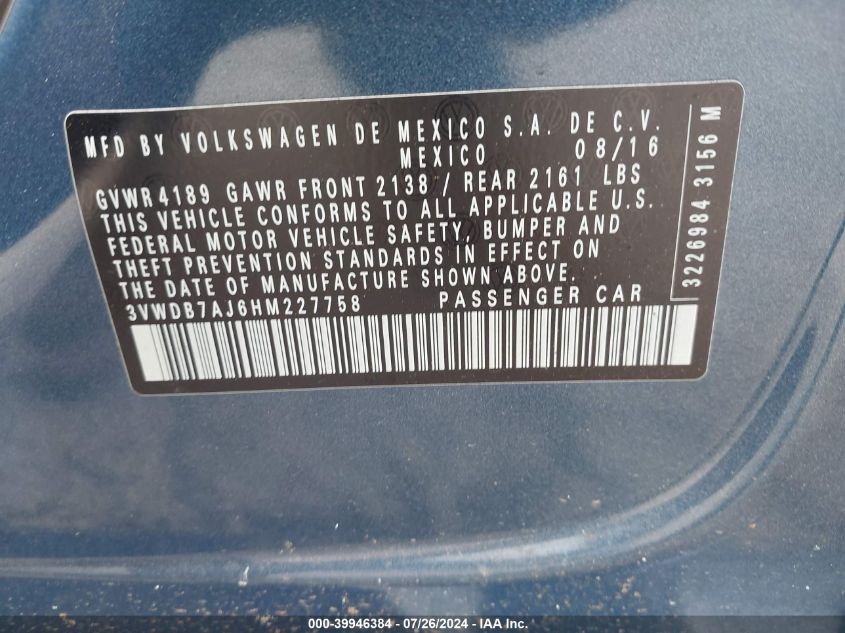 MFD BY VOLKSWAGEN DE MEXICO S.A. DE C.V.
MEXICO 08/16
GVWR 4189 GAWR FRONT 2138 // REAR 2161 LBS
THIS VEHICLE CONFORMS TO ALL APPLICABLE U.S.
FEDERAL MOTOR VEHICLE SAFETY, BUMPER AND
THEFT PREVENTION STANDARDS IN EFFECT ON
THE DATE OF MANUFACTURE SHOWN ABOVE.
3VWDB7AJ6HM227758 PASSENGER CAR
3226984 3156 M
000-39946384 - 07/26/2024 - © IAA Inc.